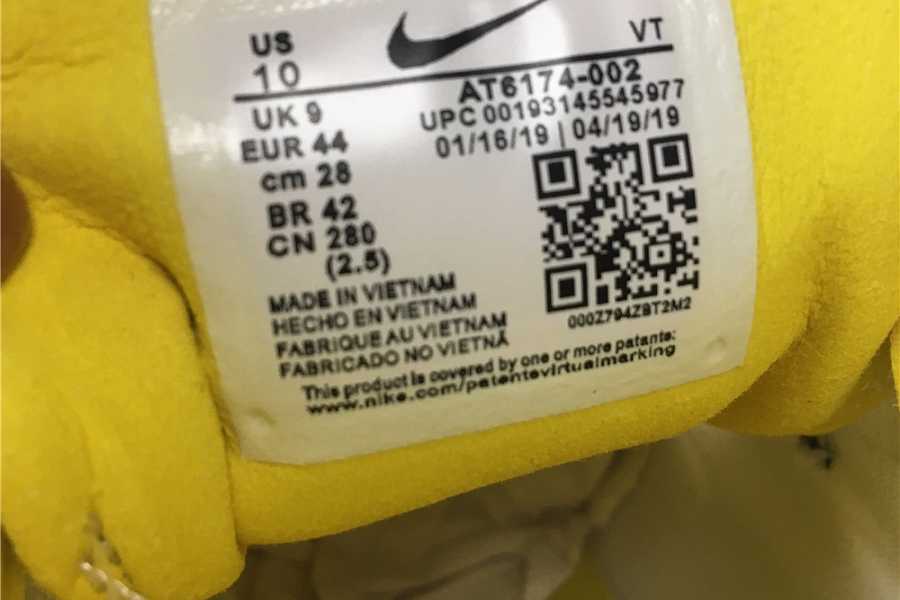 US
10
VT
UK 9
EUR 44
cm 28
BR 42
CN 280
(2.5)
AT6174-002
UPC 00193145545977
01/16/19 | 04/19/19
000Z794ZBT2M2
MADE IN VIETNAM
HECHO EN VIETNAM
FABRIQUE AU VIETNAM
FABRICADO NO VIETNÃ
This product is covered by one or more patents:
www.nike.com/patentsvirtualmarking